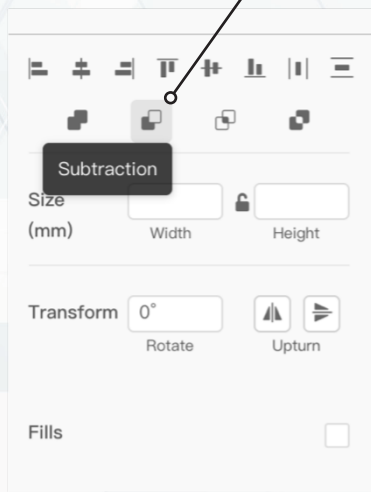 Subtraction
Size
(mm)
Width
Height
Transform
0°
Rotate
Upturn
Fills